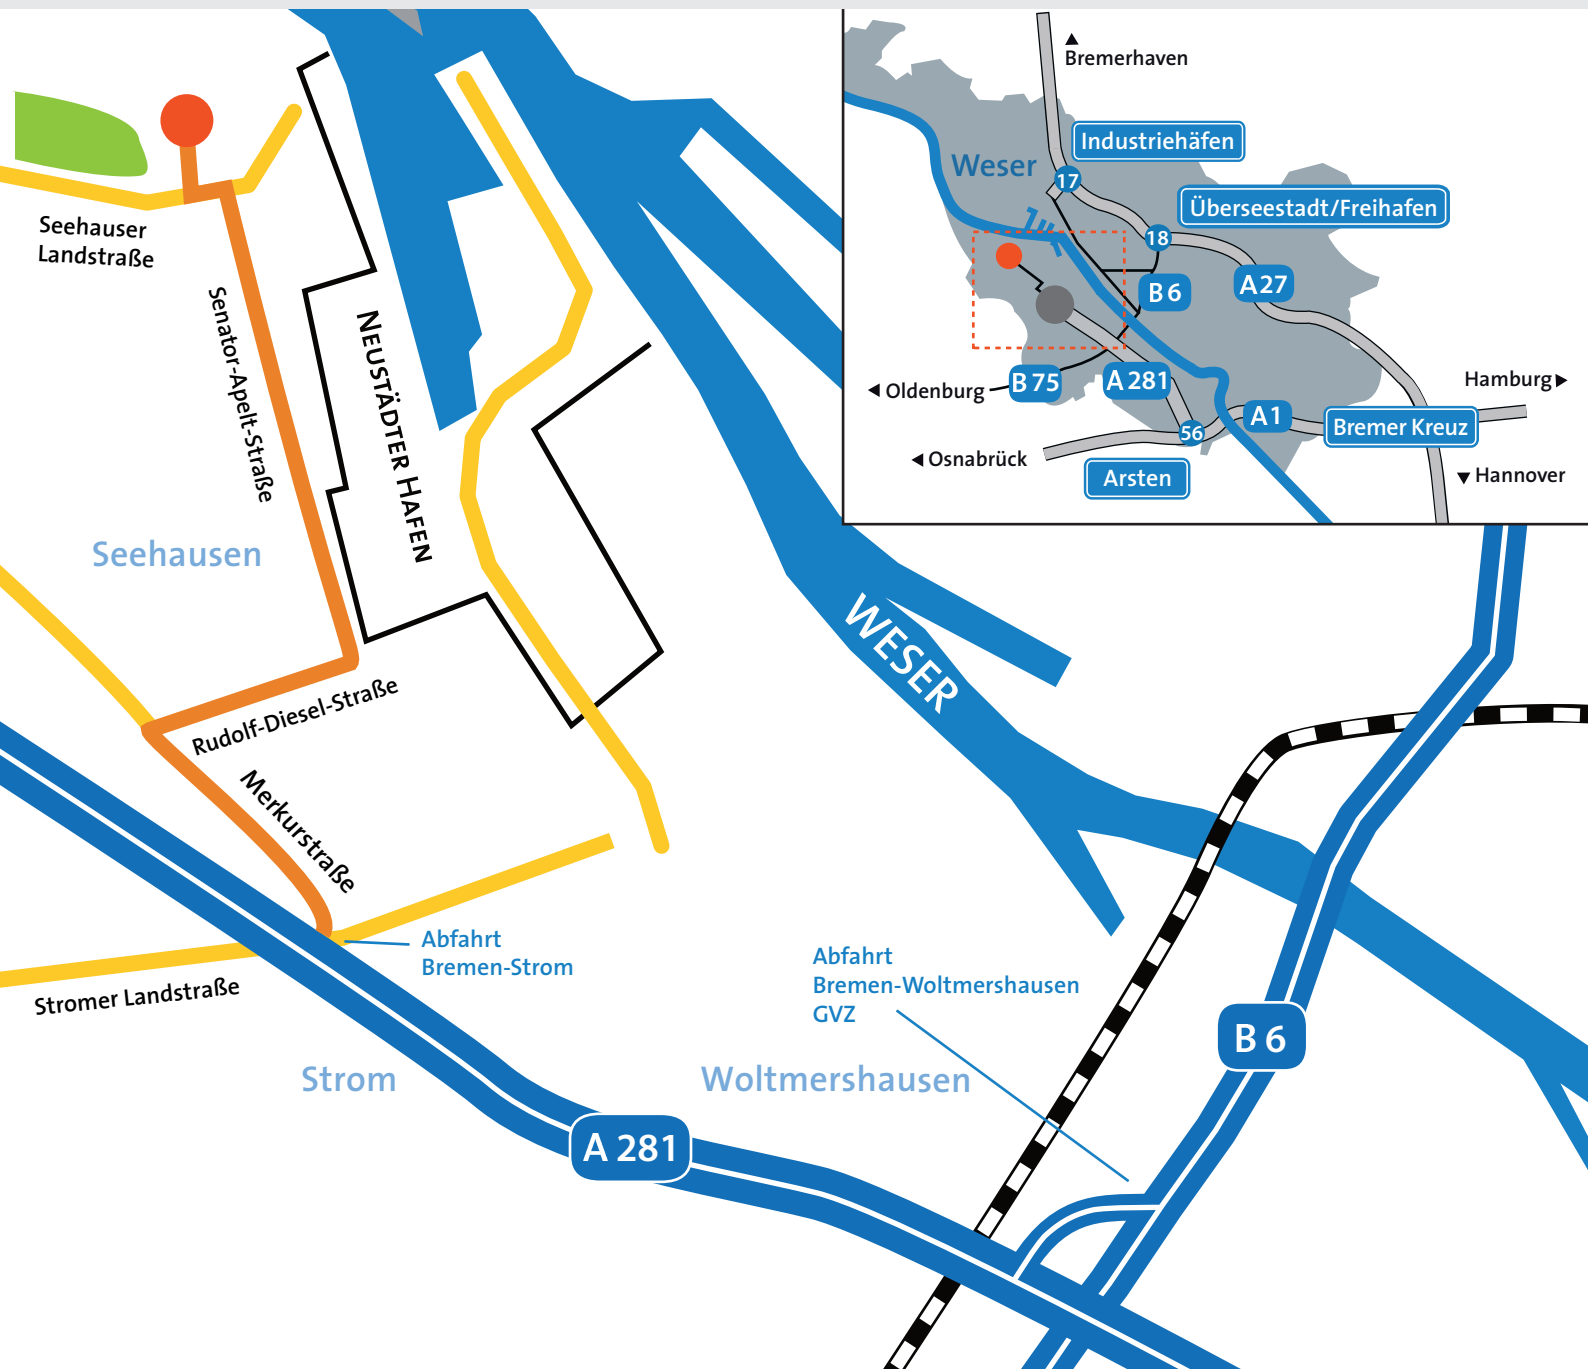 Seehauser
Landstraße
Senator-Apelt-Straße
NEUSTÄDTER HAFEN
Seehausen
Rudolf-Diesel-Straße
Merkurstraße
Stromer Landstraße
Abfahrt
Bremen-Strom
Strom
A 281
WESER
Abfahrt
Bremen-Woltmershausen
GVZ
Woltmershausen
B 6
Bremerhaven
Industriehäfen
Weser
17
Überseestadt/Freihafen
18
B 6
A 27
Oldenburg
B 75
A 281
Hamburg
A 1
Bremer Kreuz
56
Osnabrück
Arsten
Hannover